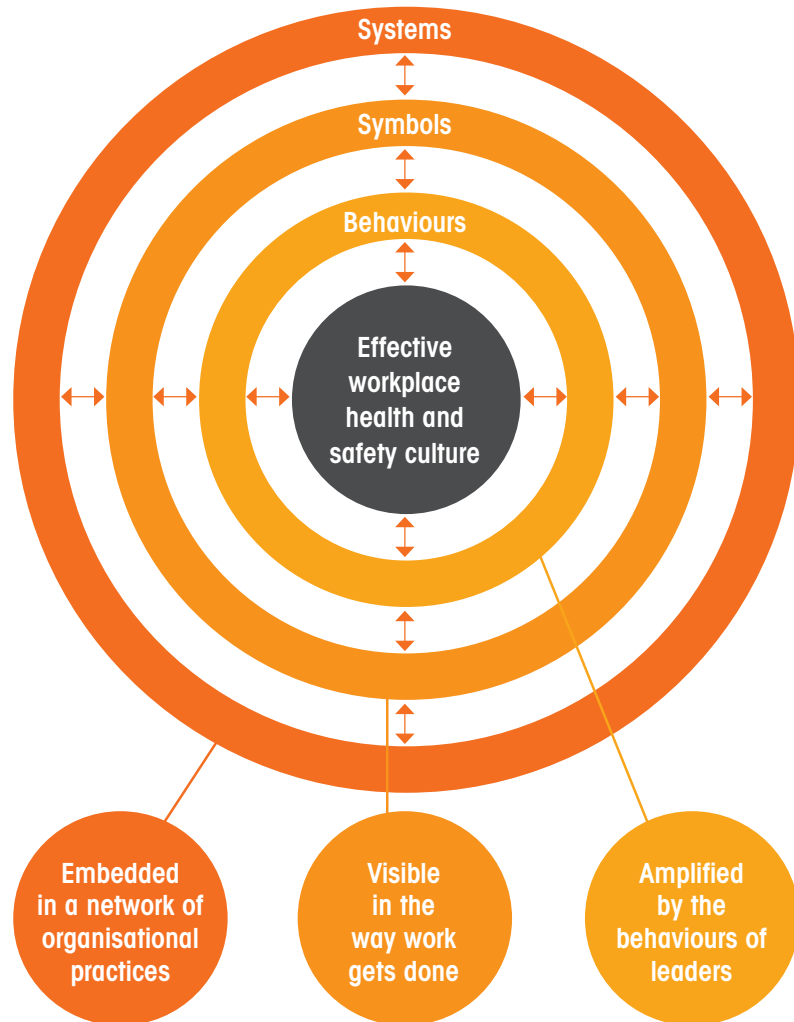 Systems
Symbols
Behaviours
Effective
workplace
health and
safety culture
Embedded
in a network of
organisational
practices
Visible
in the
way work
gets done
Amplified
by the
behaviours of
leaders